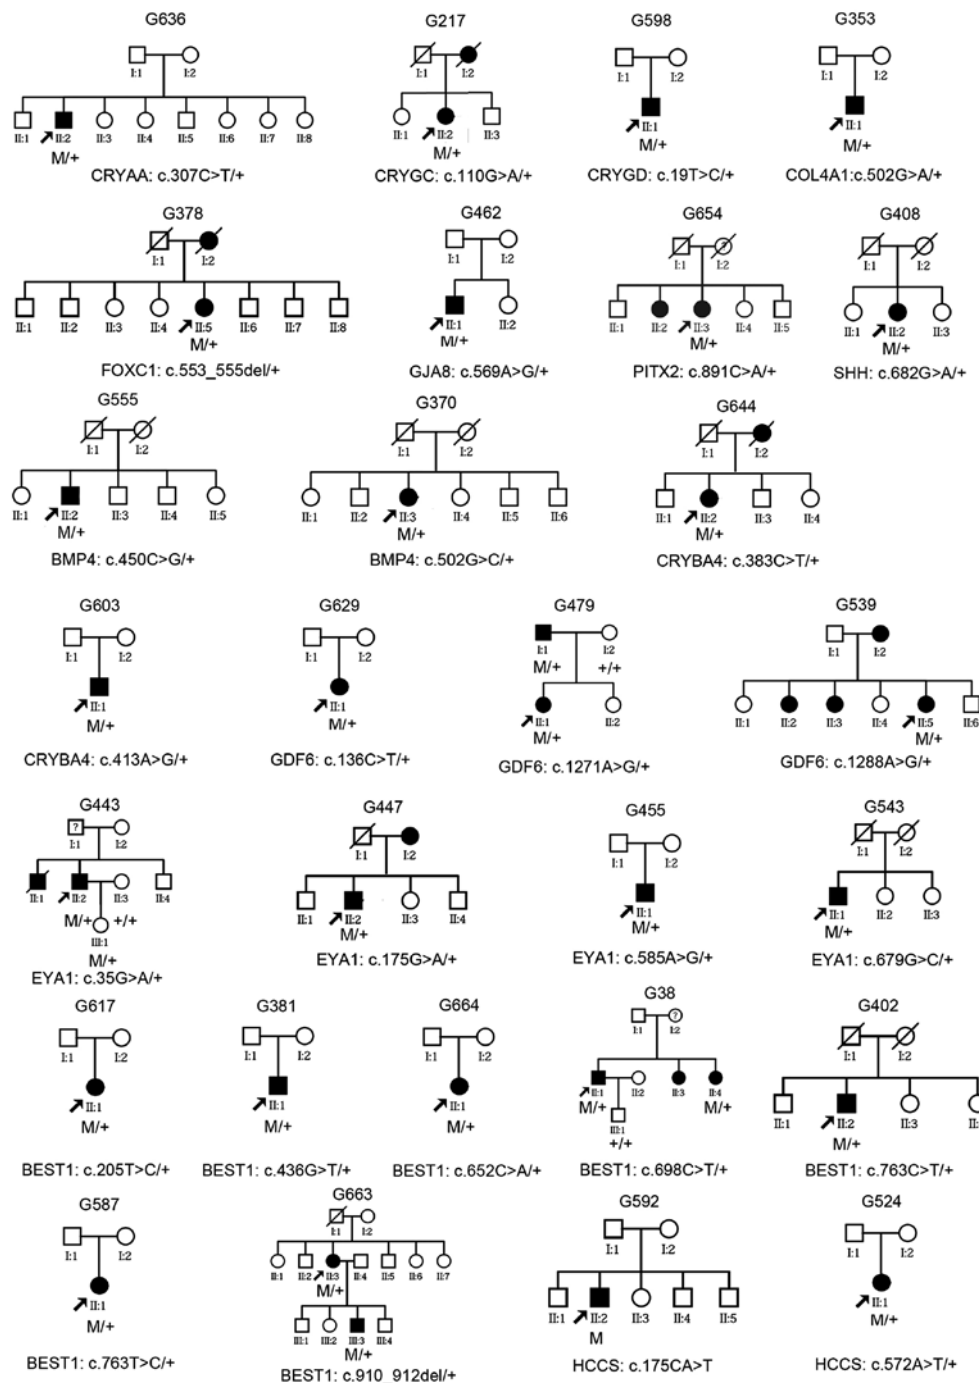 G636 G217 G598 G353
I:1 I:2 I:1 I:2 I:1 I:2 I:1 I:2
II:1 II:2 II:3 II:4 II:5 II:6 II:7 II:8 II:1 II:2 II:3 II:1 II:1
M/+ M/+ M/+ M/+
CRYAA: c.307C>T/+ CRYGC: c.110G>A/+ CRYGD: c.19T>C/+ COL4A1:c.502G>A/+
G378 G462 G654 G408
I:1 I:2 I:1 I:2 I:1 ? I:2 I:1 I:2
II:1 II:2 II:3 II:4 II:5 II:6 II:7 II:8 II:1 II:2 II:1 II:2 II:3 II:4 II:5 II:1 II:2 II:3
M/+ M/+ M/+ M/+
FOXC1: c.553_555del/+ GJA8: c.569A>G/+ PITX2: c.891C>A/+ SHH: c.682G>A/+
G555 G370 G644
I:1 I:2 I:1 I:2 I:1 I:2
II:1 II:2 II:3 II:4 II:5 II:1 II:2 II:3 II:4 II:5 II:6 II:1 II:2 II:3 II:4
M/+ M/+ M/+
BMP4: c.450C>G/+ BMP4: c.502G>C/+ CRYBA4: c.383C>T/+
G603 G629 G479 G539
I:1 I:2 I:1 I:2 I:1 I:2 I:1 I:2
M/+ +/+
II:1 II:1 II:1 II:2 II:1 II:2 II:3 II:4 II:5 II:6
M/+ M/+ M/+ M/+
CRYBA4: c.413A>G/+ GDF6: c.136C>T/+ GDF6: c.1271A>G/+ GDF6: c.1288A>G/+
G443 G447 G455 G543
? I:1 I:2 I:1 I:2 I:1 I:2 I:1 I:2
II:1 II:2 II:3 II:4 II:1 II:2 II:3 II:4 II:1 II:1 II:2 II:3
M/+ +/+ M/+ M/+ M/+
III:1
M/+
EYA1: c.35G>A/+ EYA1: c.175G>A/+ EYA1: c.585A>G/+ EYA1: c.679G>C/+
G617 G381 G664 G38 G402
I:1 I:2 I:1 I:2 I:1 I:2 I:1 ? I:2 I:1 I:2
II:1 II:1 II:1 II:1 II:2 II:3 II:4 II:1 II:2 II:3
M/+ M/+ M/+ M/+ M/+ M/+
III:1
+/+
BEST1: c.205T>C/+ BEST1: c.436G>T/+ BEST1: c.652C>A/+ BEST1: c.698C>T/+ BEST1: c.763C>T/+
G587 G663 G592 G524
I:1 I:2 I:1 I:2 I:1 I:2 I:1 I:2
II:1 II:1 II:2 II:3 II:4 II:5 II:6 II:7 II:1 II:2 II:3 II:4 II:5 II:1
M/+ M/+ M M/+
III:1 III:2 III:3 III:4
M/+
BEST1: c.763T>C/+ BEST1: c.910_912del/+ HCCS: c.175CA>T HCCS: c.572A>T/+